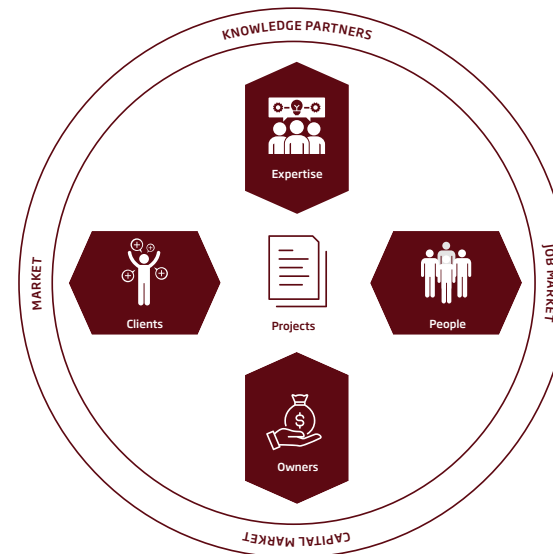 KNOWLEDGE PARTNERS
Expertise
MARKET
Clients
Projects
People
JOB MARKET
$
Owners
CAPITAL MARKET